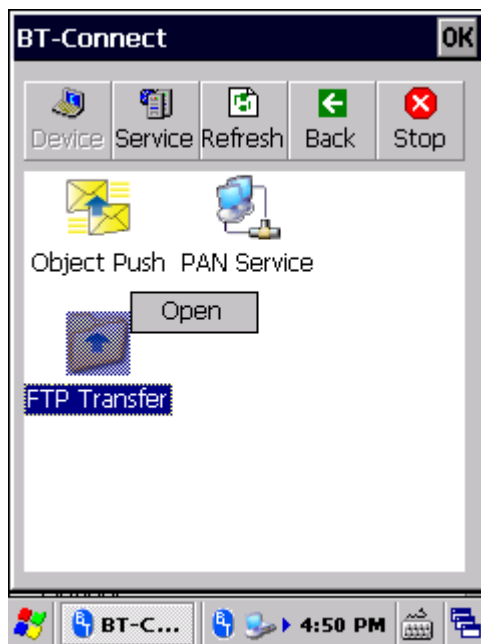 BT-Connect OK
Device Service Refresh Back Stop
Object Push PAN Service
Open
FTP Transfer
BT-C... 4:50 PM